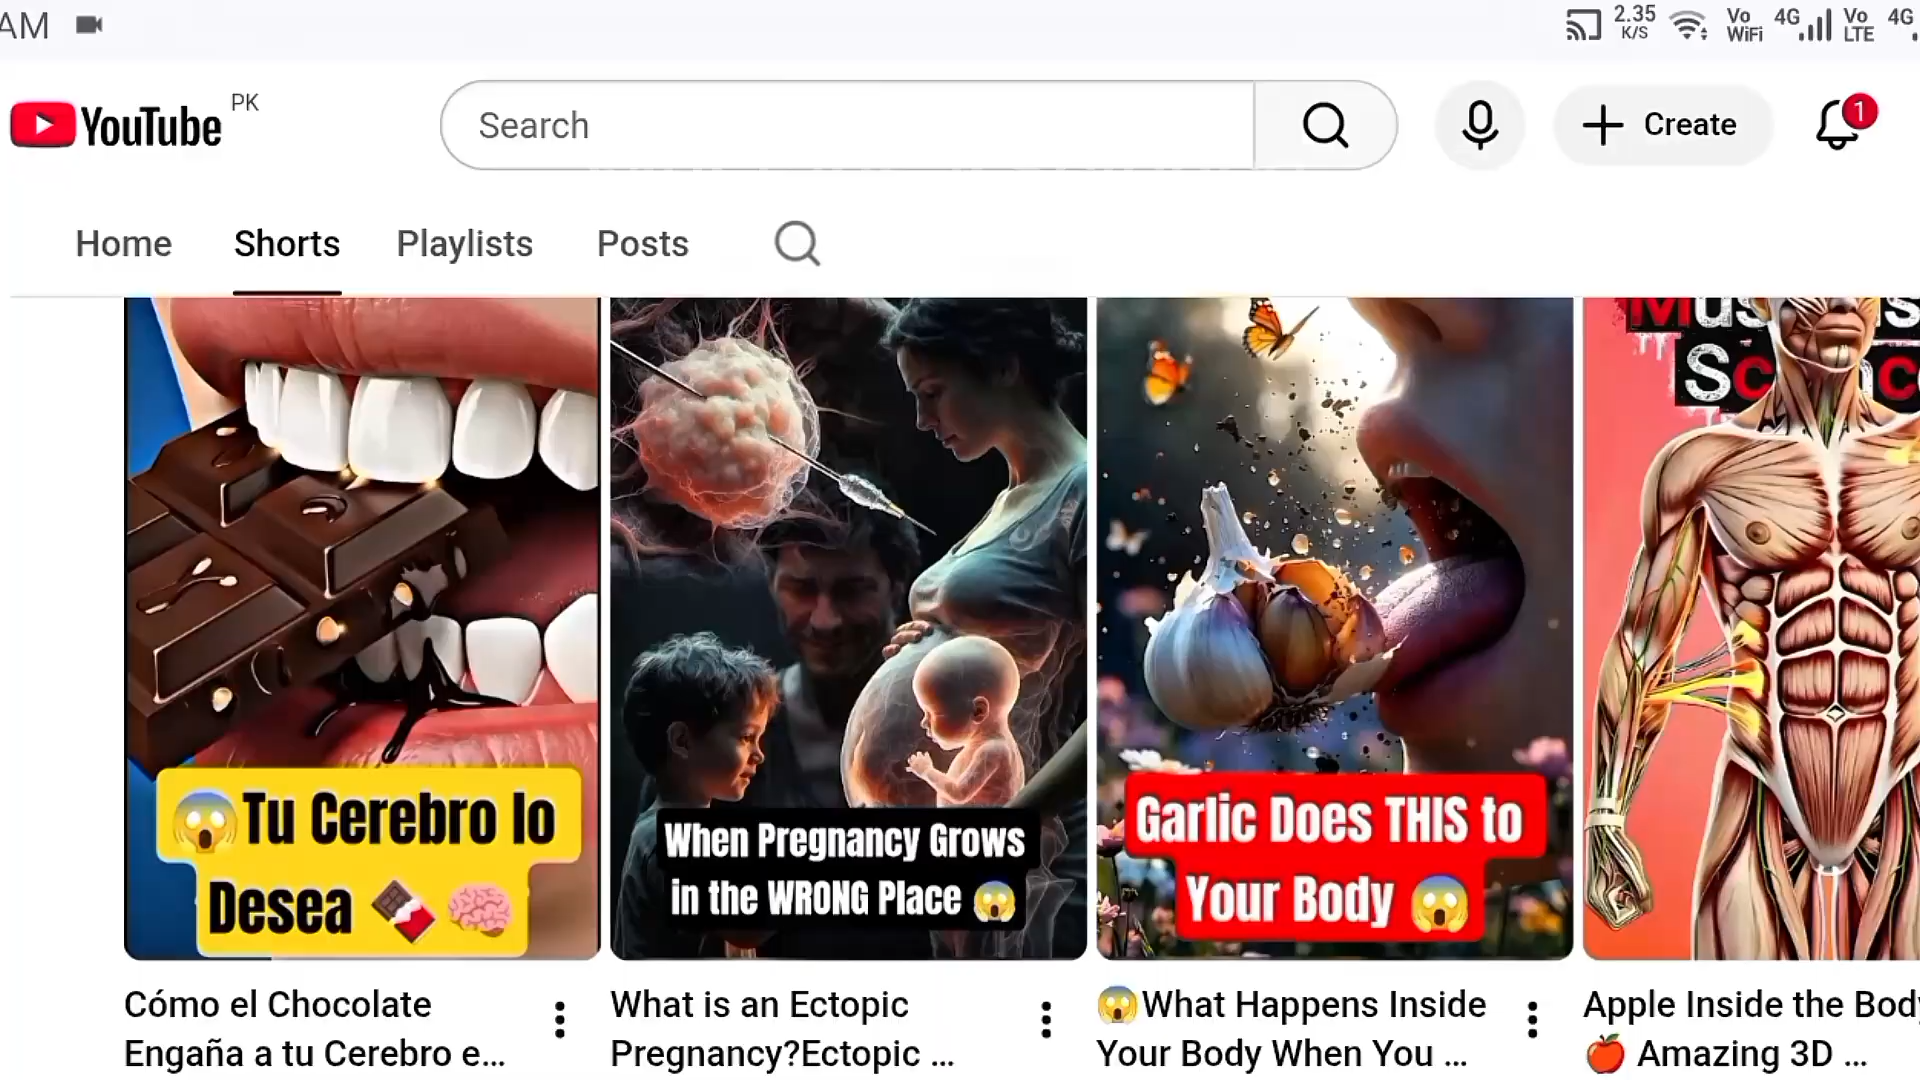 AM
2.35
K/S
Vo
WiFi
4G
Vo
LTE
4G
YouTube
PK
Search
Create
1
Home
Shorts
Playlists
Posts
😱Tu Cerebro lo
Desea 🍫🧠
When Pregnancy Grows
in the WRONG Place 😱
Garlic Does THIS to
Your Body 😱
Cómo el Chocolate
Engaña a tu Cerebro e...
What is an Ectopic
Pregnancy?Ectopic ...
😱What Happens Inside
Your Body When You ...
Apple Inside the Body
🍎 Amazing 3D ...